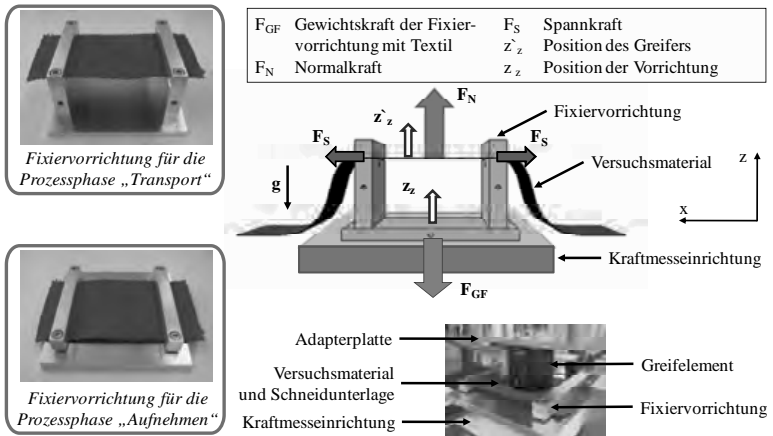 F_GF Gewichtskraft der Fixier-
vorrichtung mit Textil
F_N Normalkraft
F_S Spannkraft
z`_z Position des Greifers
z_z Position der Vorrichtung
Fixiervorrichtung für die
Prozessphase „Transport“
F_N
z`_z
F_S
F_S
g
z_z
F_GF
Fixiervorrichtung
Versuchsmaterial
Kraftmesseinrichtung
z
x
Fixiervorrichtung für die
Prozessphase „Aufnehmen“
Adapterplatte
Versuchsmaterial
und Schneidunterlage
Kraftmesseinrichtung
Greifelement
Fixiervorrichtung